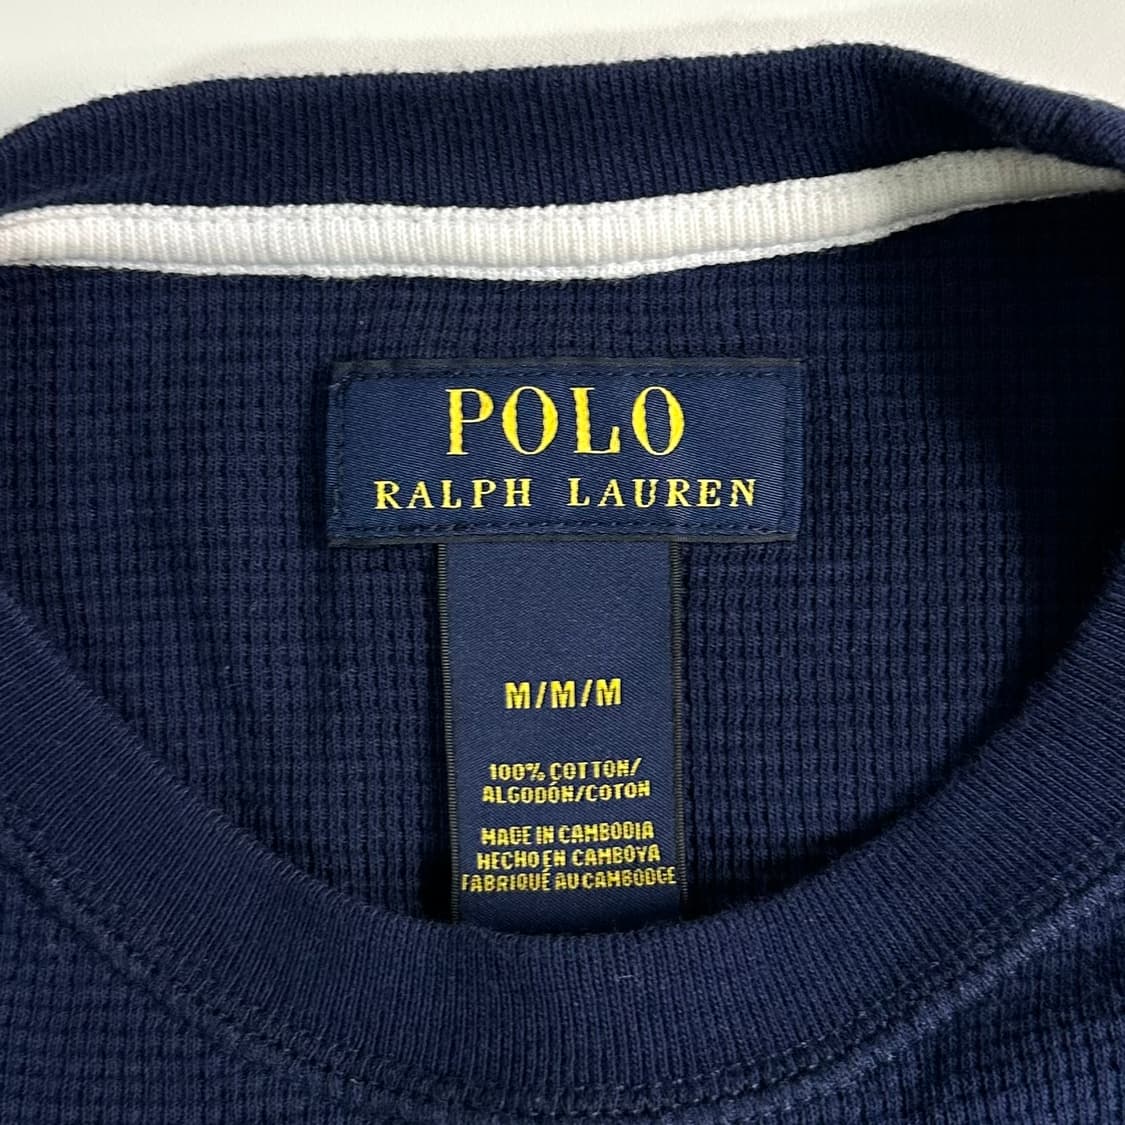 POLO
RALPH LAUREN
M/M/M
100% COTTON/
ALGODÓN/COTON
MADE IN CAMBODIA
HECHO EN CAMBOYA
FABRIQUÉ AU CAMBODGE